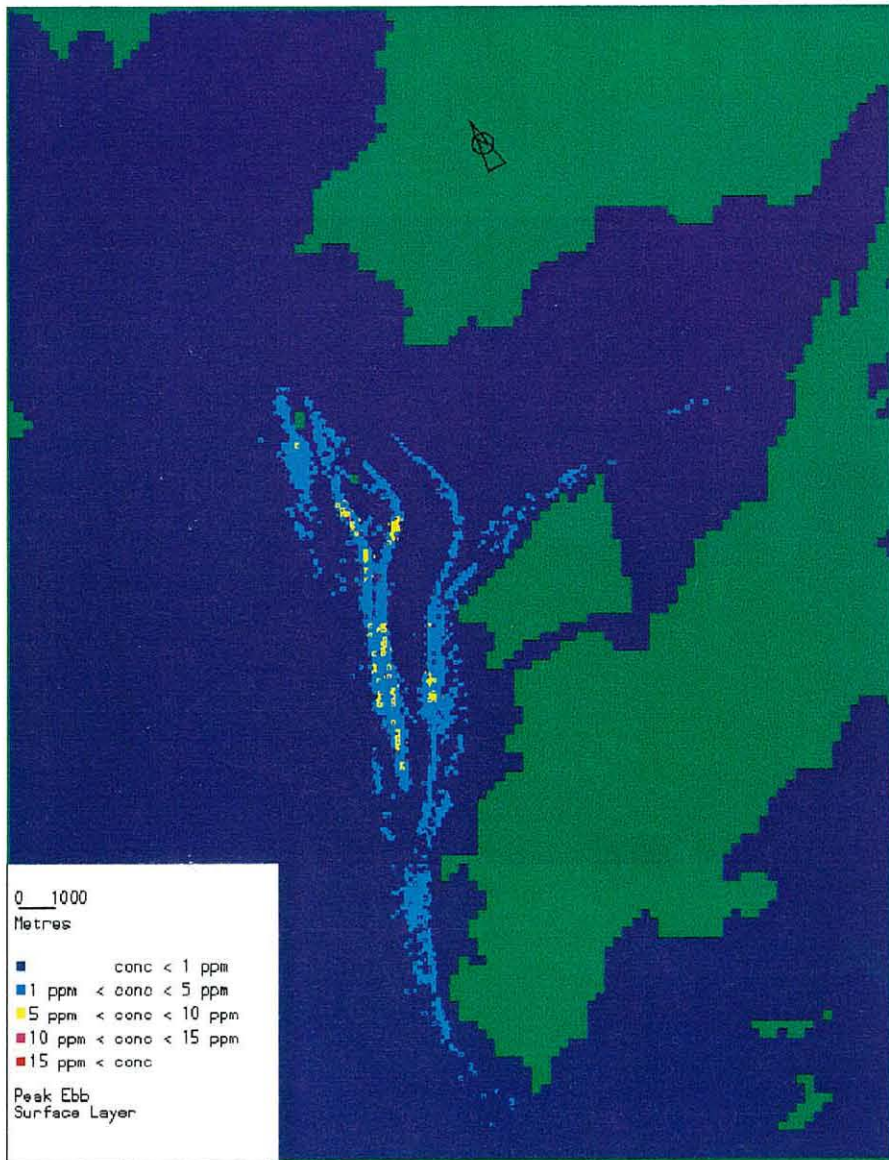 N
0 1000
Metres
conc < 1 ppm
1 ppm < conc < 5 ppm
5 ppm < conc < 10 ppm
10 ppm < conc < 15 ppm
15 ppm < conc
Peak Ebb
Surface Layer